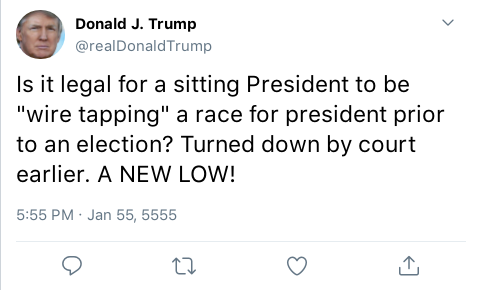 Donald J. Trump
@realDonaldTrump
Is it legal for a sitting President to be
"wire tapping" a race for president prior
to an election? Turned down by court
earlier. A NEW LOW!
5:55 PM · Jan 55, 5555